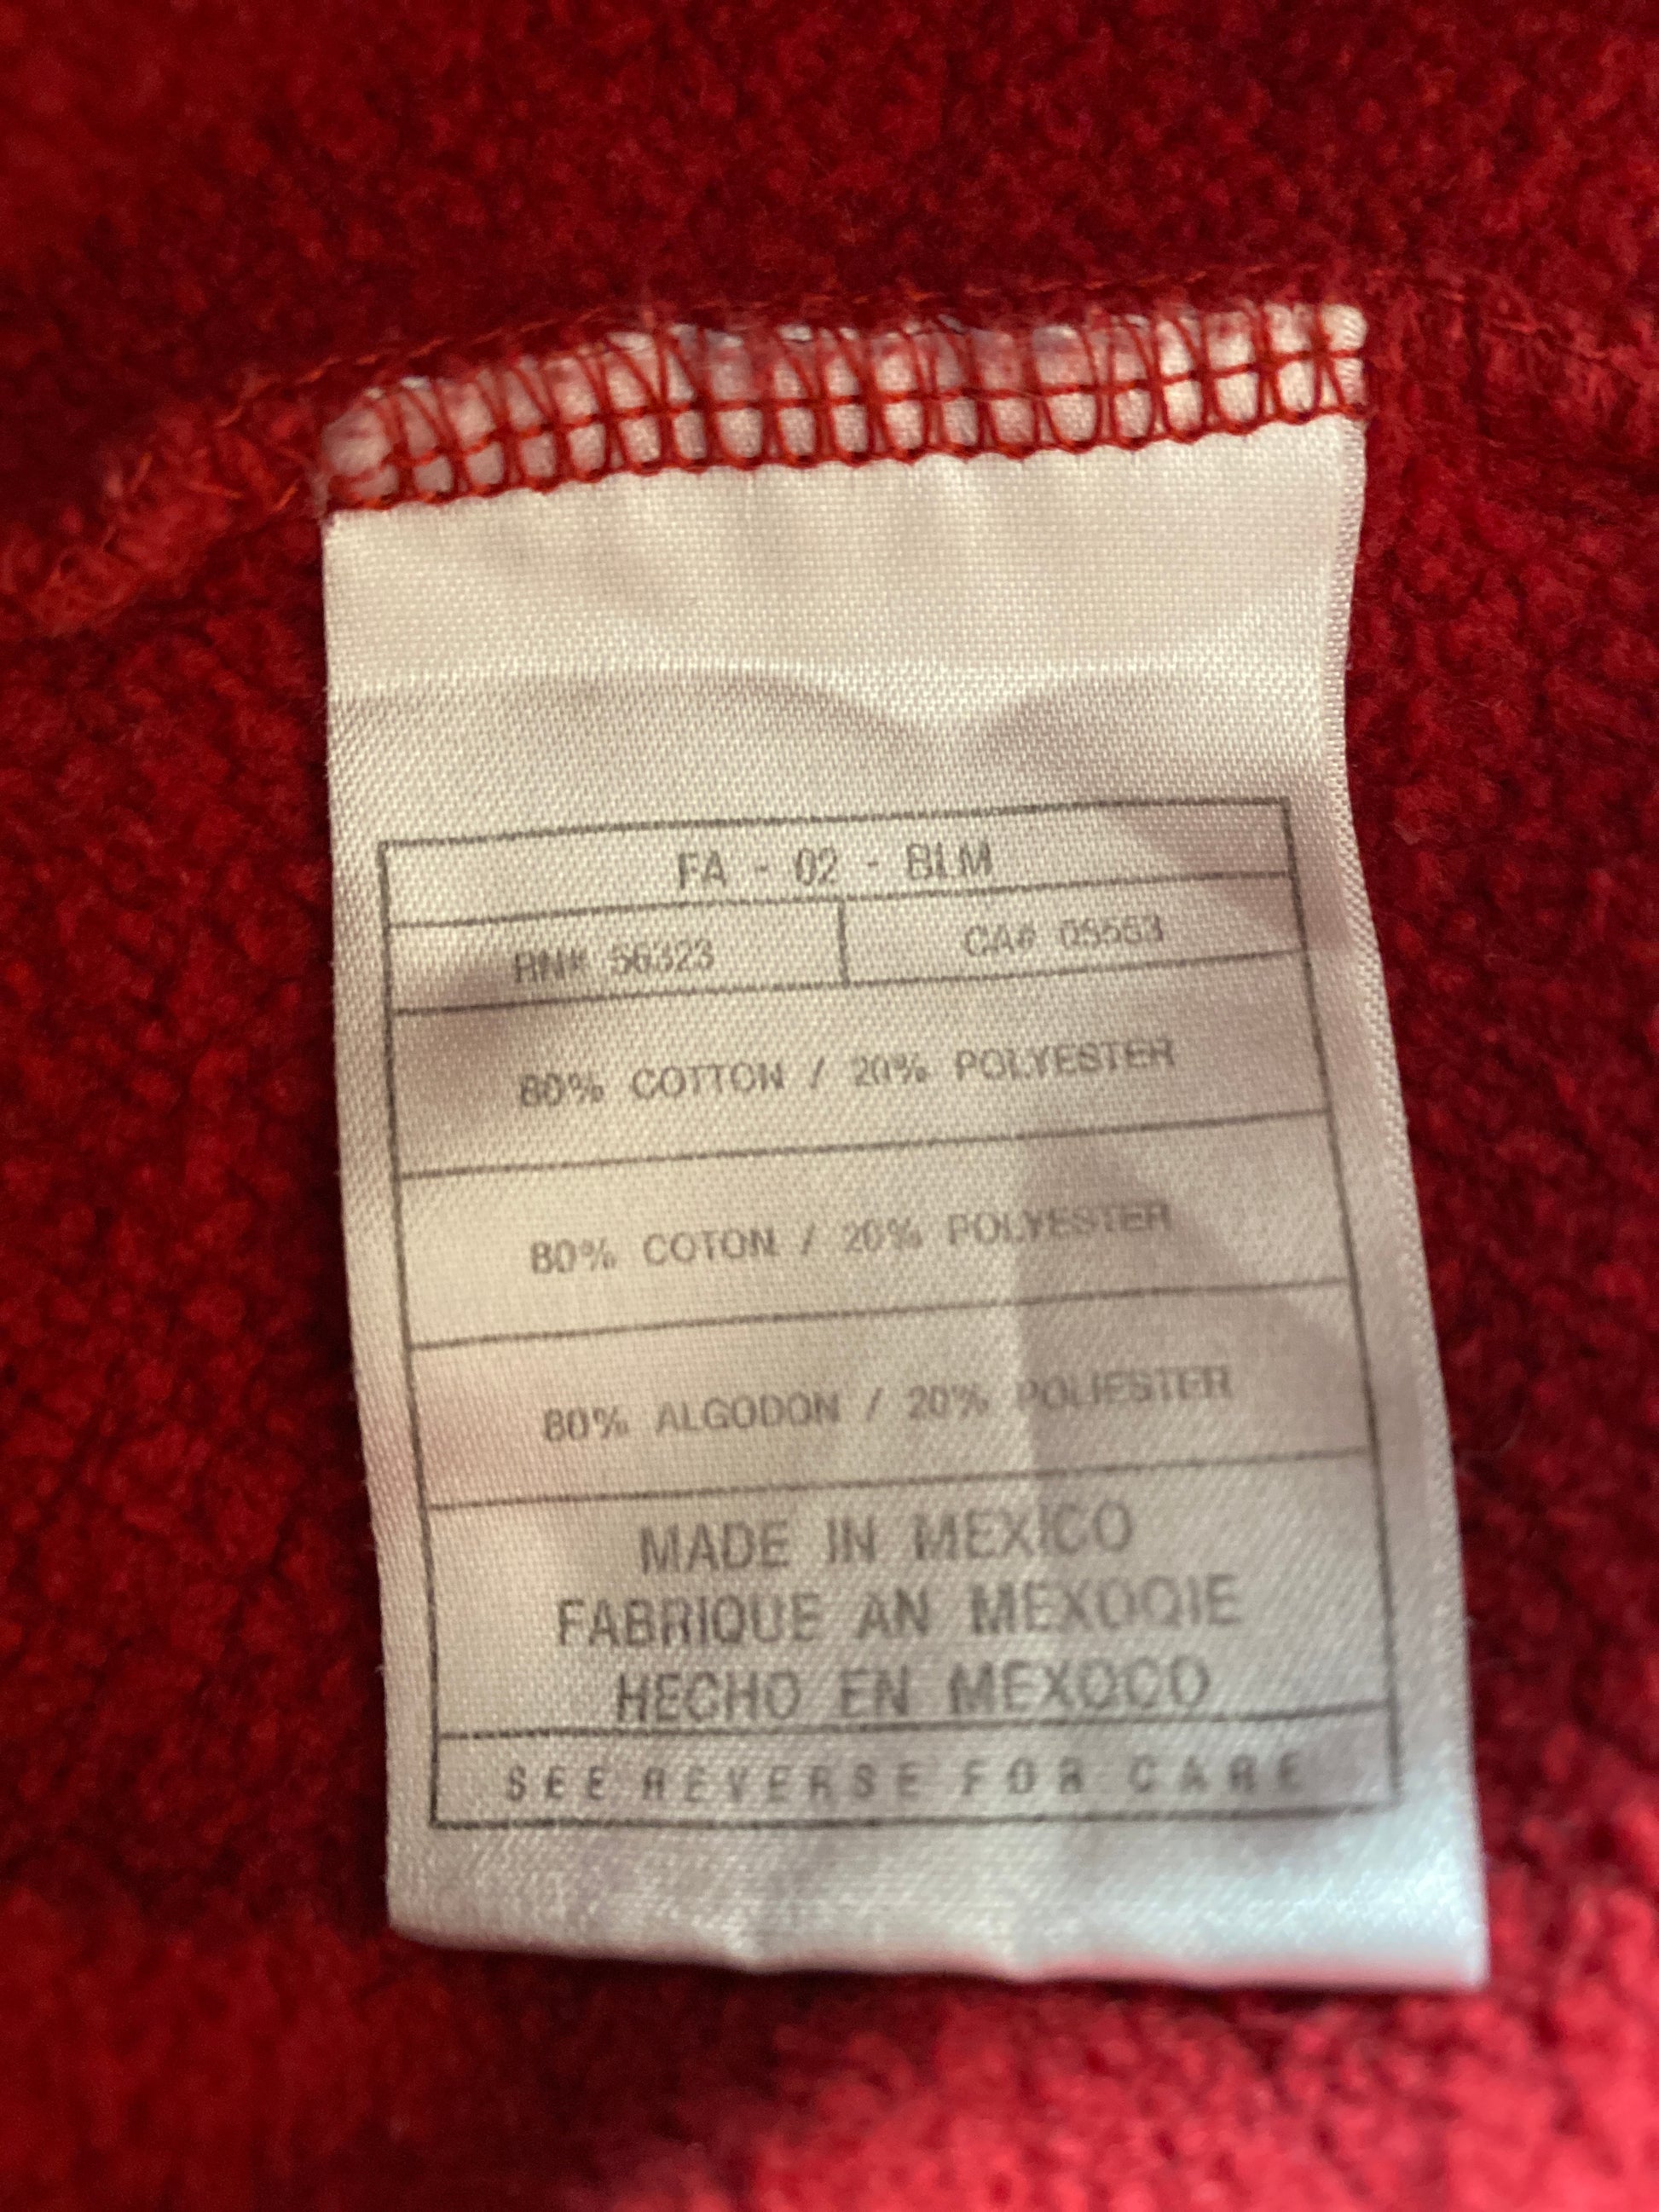 FA - 02 - BLM
RN# 56323 CA# 05553
80% COTTON / 20% POLYESTER
80% COTON / 20% POLYESTER
80% ALGODON / 20% POLIESTER
MADE IN MEXICO
FABRIQUE AN MEXOQIE
HECHO EN MEXOCO
SEE REVERSE FOR CARE